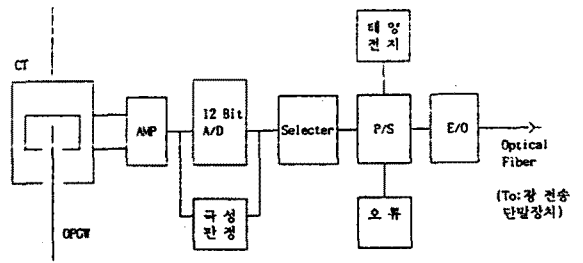 태 양
전 지
CT
AMP
12 Bit
A/D
Selecter
P/S
E/O
Optical
Fiber
(To:광 전송
단말장치)
극 성
판 정
오 류
OPGW